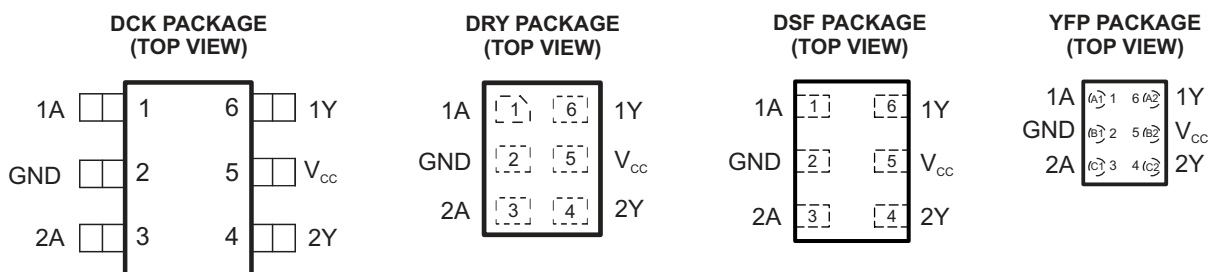 DCK PACKAGE
(TOP VIEW)
1A 1 6 1Y
GND 2 5 VCC
2A 3 4 2Y
DRY PACKAGE
(TOP VIEW)
1A 1 6 1Y
GND 2 5 VCC
2A 3 4 2Y
DSF PACKAGE
(TOP VIEW)
1A 1 6 1Y
GND 2 5 VCC
2A 3 4 2Y
YFP PACKAGE
(TOP VIEW)
1A A1 1 6 A2 1Y
GND B1 2 5 B2 VCC
2A C1 3 4 C2 2Y